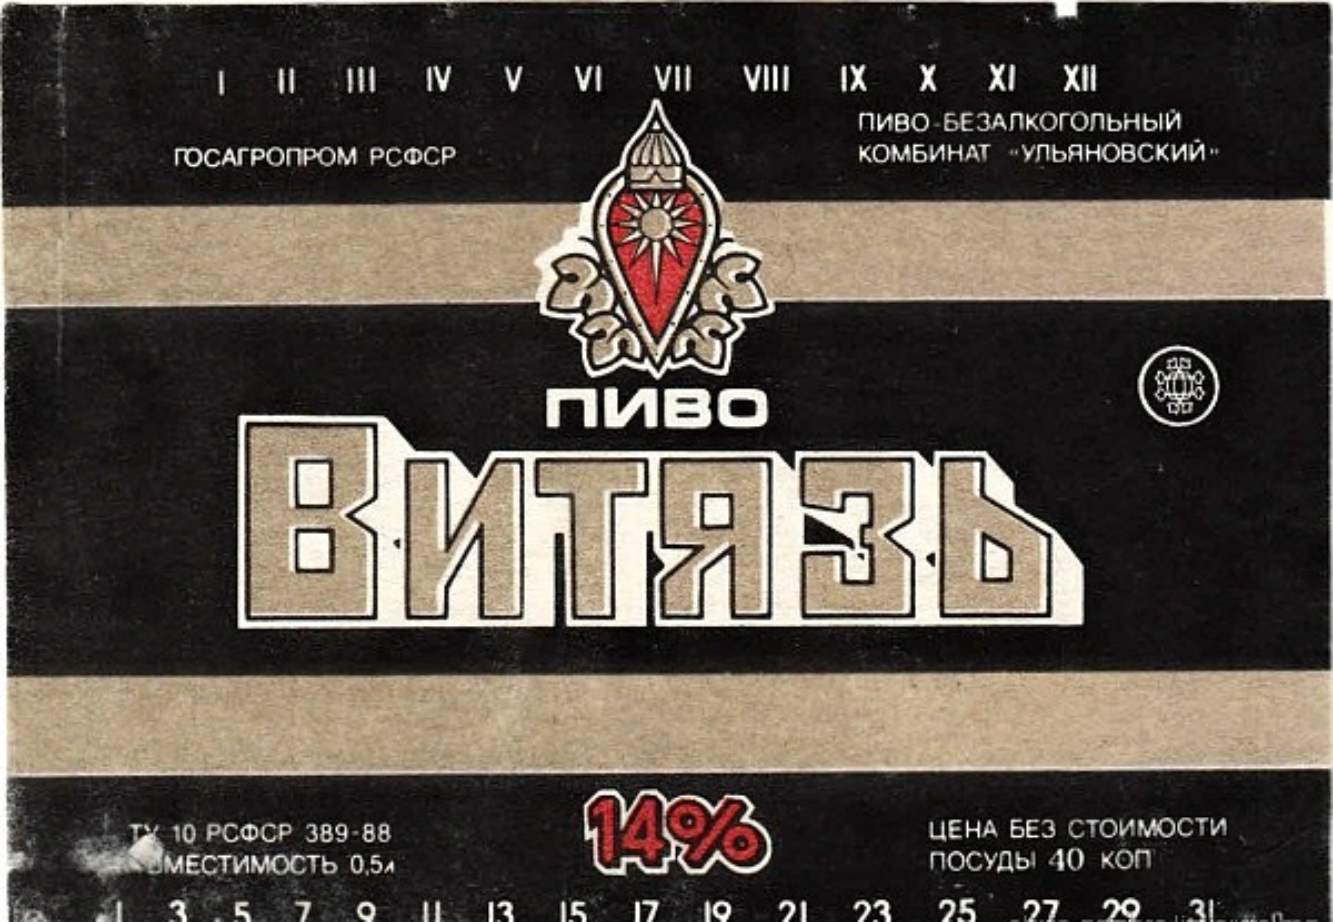 I II III IV V VI VII VIII IX X XI XII
ГОСАГРОПРОМ РСФСР
ПИВО-БЕЗАЛКОГОЛЬНЫЙ
КОМБИНАТ "УЛЬЯНОВСКИЙ"
ПИВО
Витязь
14%
ТУ 10 РСФСР 389-88
ВМЕСТИМОСТЬ 0,5л
ЦЕНА БЕЗ СТОИМОСТИ
ПОСУДЫ 40 КОП
1 3 5 7 9 11 13 15 17 19 21 23 25 27 29 31